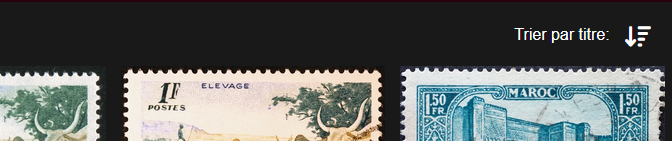 Trier par titre:
1F
ELEVAGE
POSTES
MAROC
1.50
FR
1.50
FR